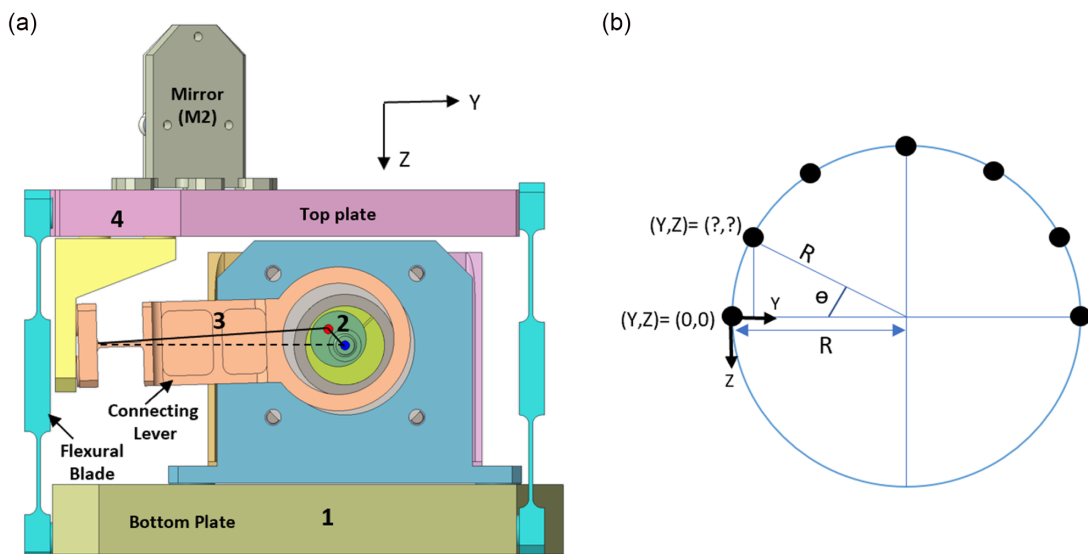 (a)
Mirror
(M2)
Y
Z
4
Top plate
3
2
Connecting
Lever
Flexural
Blade
Bottom Plate
1
(b)
(Y,Z)= (?,?)
R
ɵ
(Y,Z)= (0,0)
Y
R
Z